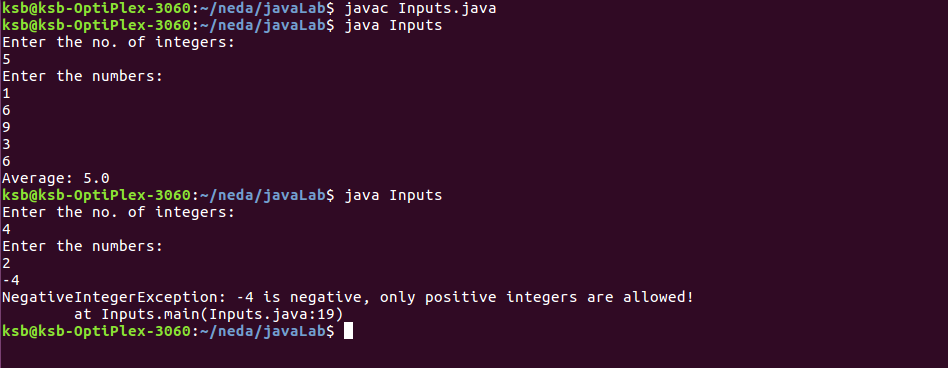 ksb@ksb-OptiPlex-3060:~/neda/javaLab$ javac Inputs.java
ksb@ksb-OptiPlex-3060:~/neda/javaLab$ java Inputs
Enter the no. of integers:
5
Enter the numbers:
1
6
9
3
6
Average: 5.0
ksb@ksb-OptiPlex-3060:~/neda/javaLab$ java Inputs
Enter the no. of integers:
4
Enter the numbers:
2
-4
NegativeIntegerException: -4 is negative, only positive integers are allowed!
        at Inputs.main(Inputs.java:19)
ksb@ksb-OptiPlex-3060:~/neda/javaLab$